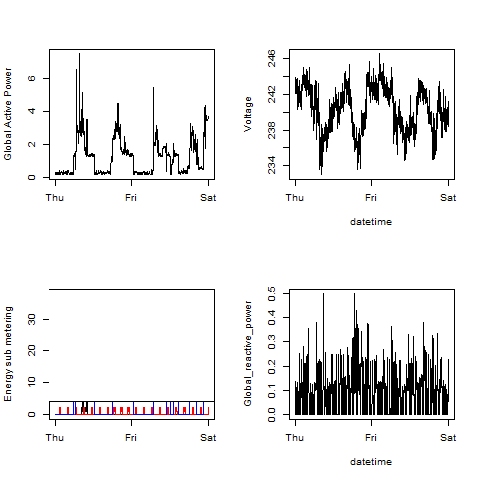 Global Active Power
6
4
2
0
Thu
Fri
Sat
Voltage
246
242
238
234
Thu
Fri
Sat
datetime
Energy sub metering
30
20
10
0
Thu
Fri
Sat
Global_reactive_power
0.5
0.4
0.3
0.2
0.1
0.0
Thu
Fri
Sat
datetime